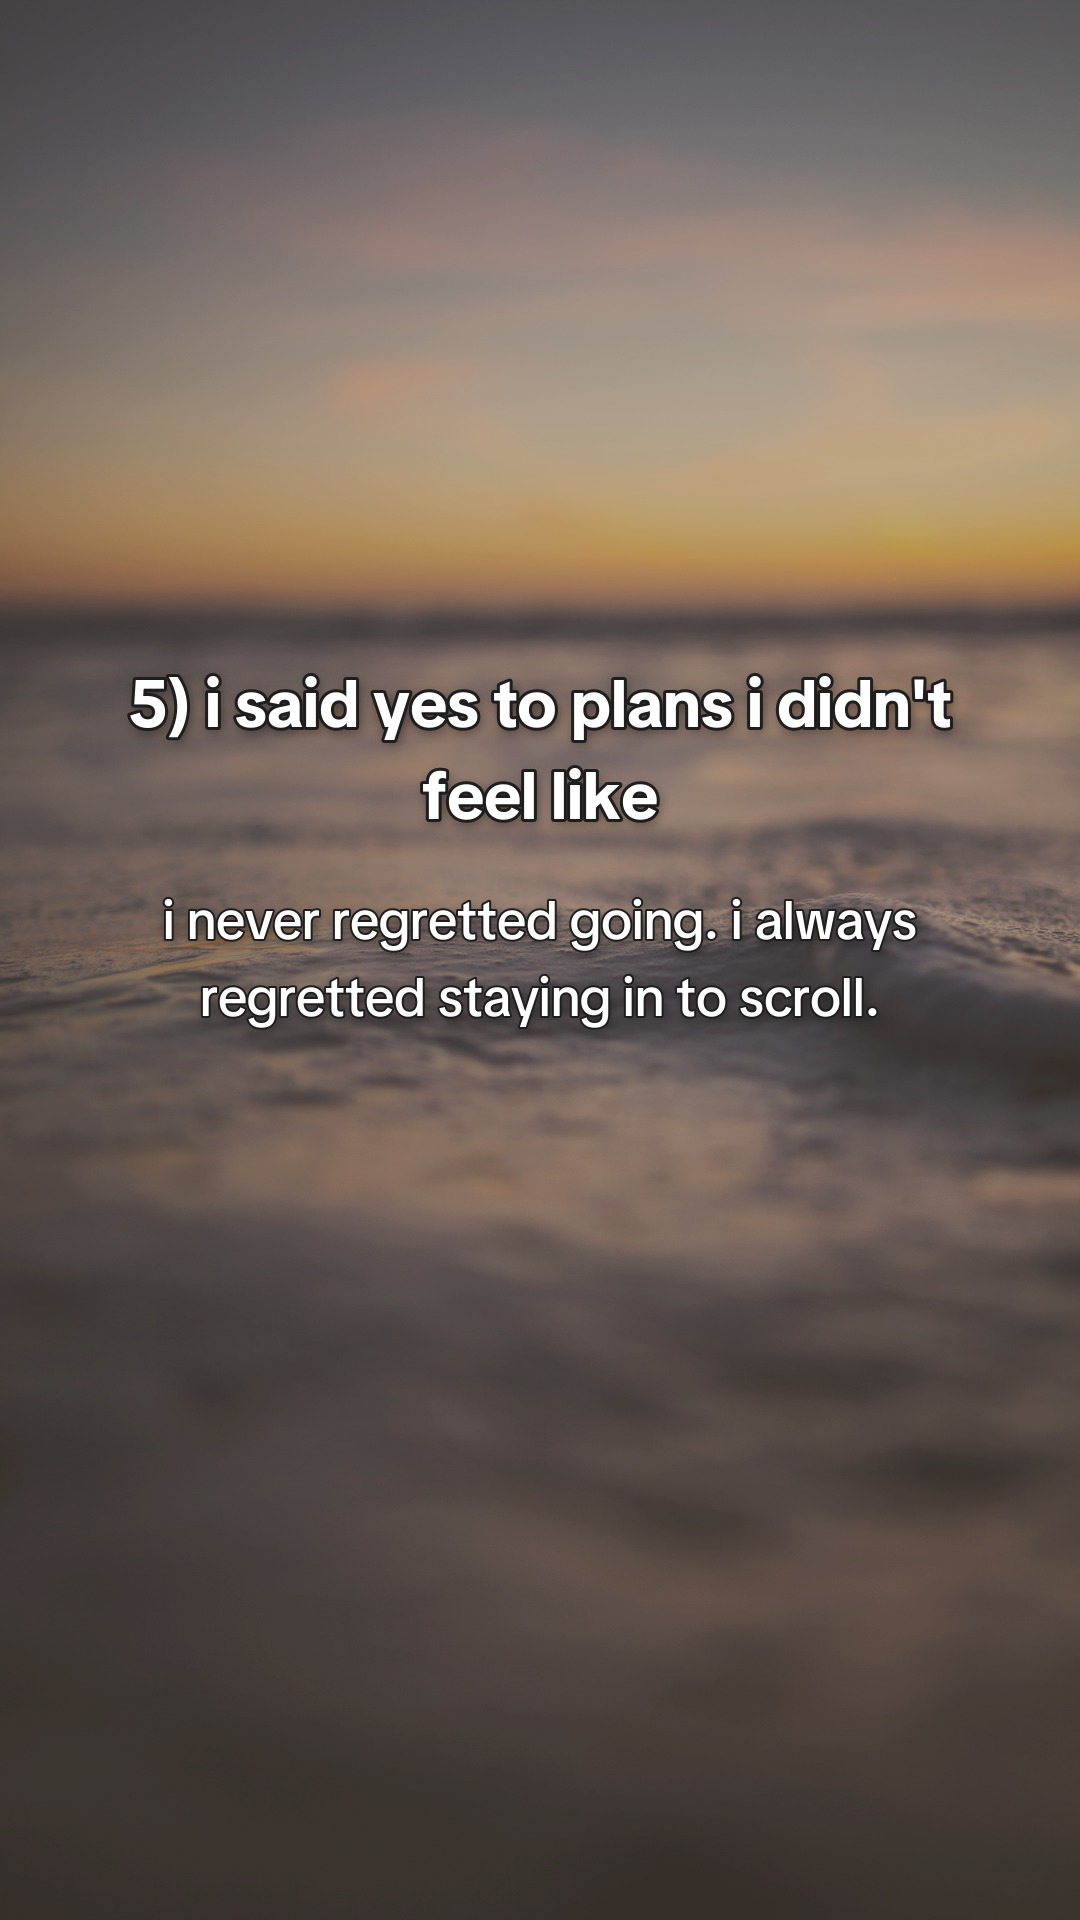 5) i said yes to plans i didn't
feel like
i never regretted going. i always
regretted staying in to scroll.